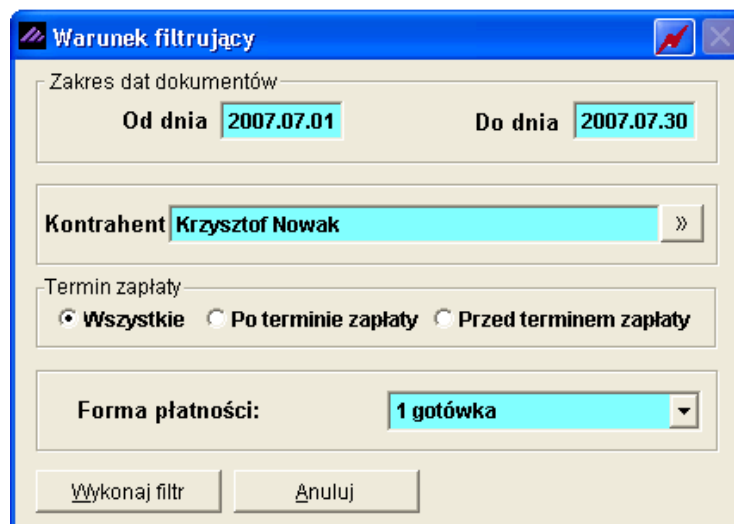 Warunek filtrujący
Zakres dat dokumentów
Od dnia 2007.07.01 Do dnia 2007.07.30
Kontrahent Krzysztof Nowak »
Termin zapłaty
Wszystkie Po terminie zapłaty Przed terminem zapłaty
Forma płatności: 1 gotówka
Wykonaj filtr Anuluj